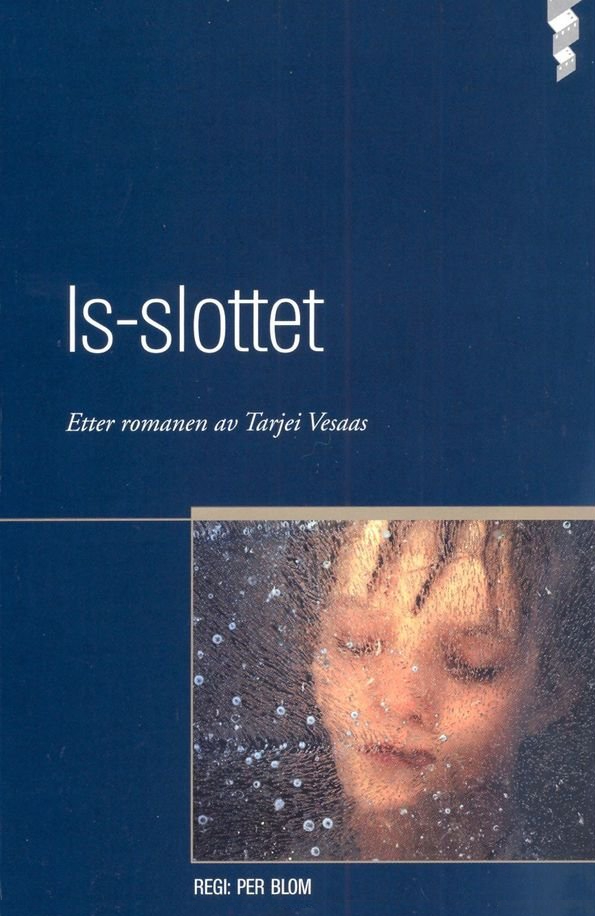 Is-slottet
Etter romanen av Tarjei Vesaas
REGI: PER BLOM